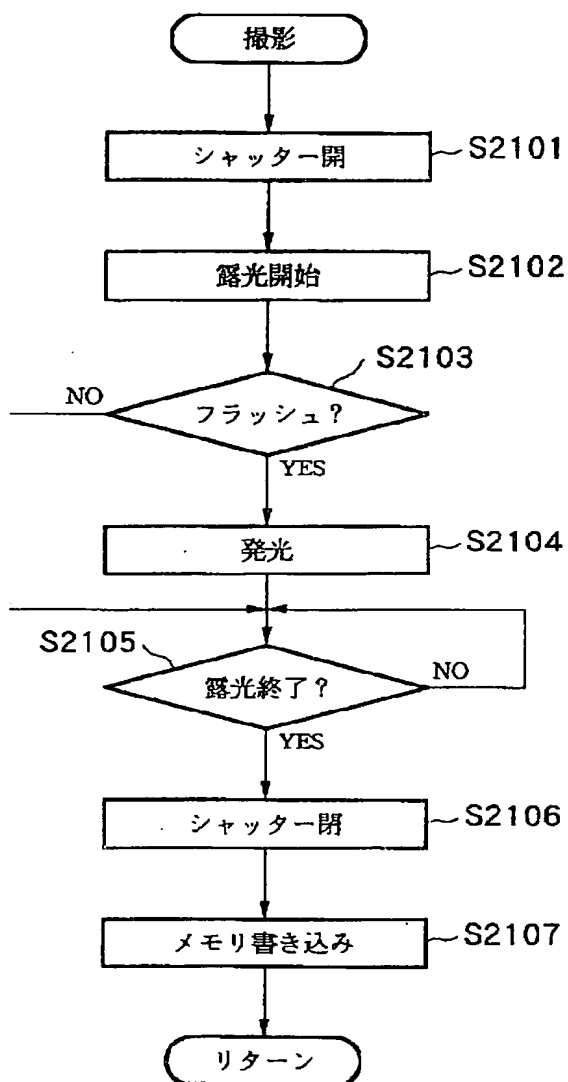 撮影
シャッター開
S2101
露光開始
S2102
S2103
NO
フラッシュ?
YES
発光
S2104
S2105
露光終了?
NO
YES
シャッター閉
S2106
メモリ書き込み
S2107
リターン